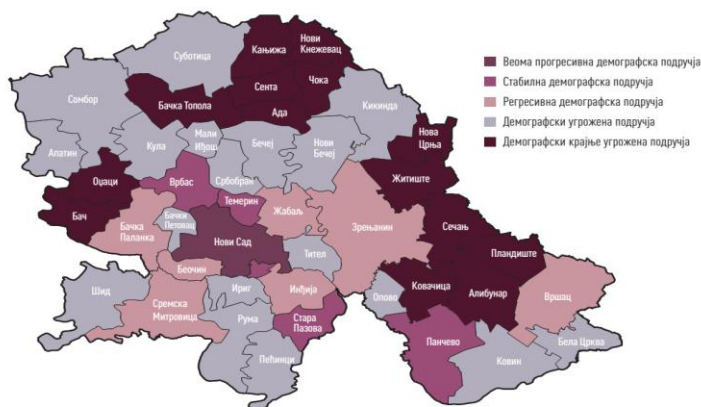 Суботица
Кањижа
Нови
Кнежевац
Сента
Чока
Бачка Топола
Ада
Сомбор
Кикинда
Апатин
Кула
Мали
Иђош
Бечеј
Нови
Бечеј
Нова
Црња
Оџаци
Врбас
Србобран
Житиште
Темерин
Бач
Бачка
Паланка
Бачки
Петровац
Жабаљ
Зрењанин
Сечањ
Нови Сад
Тител
Пландиште
Беочин
Шид
Ириг
Инђија
Опово
Ковачица
Алибунар
Вршац
Сремска
Митровица
Рума
Стара
Пазова
Панчево
Бела Црква
Пећинци
Ковин
Веома прогресивна демографска подручја
Стабилна демографска подручја
Регресивна демографска подручја
Демографски угрожена подручја
Демографски крајње угрожена подручја